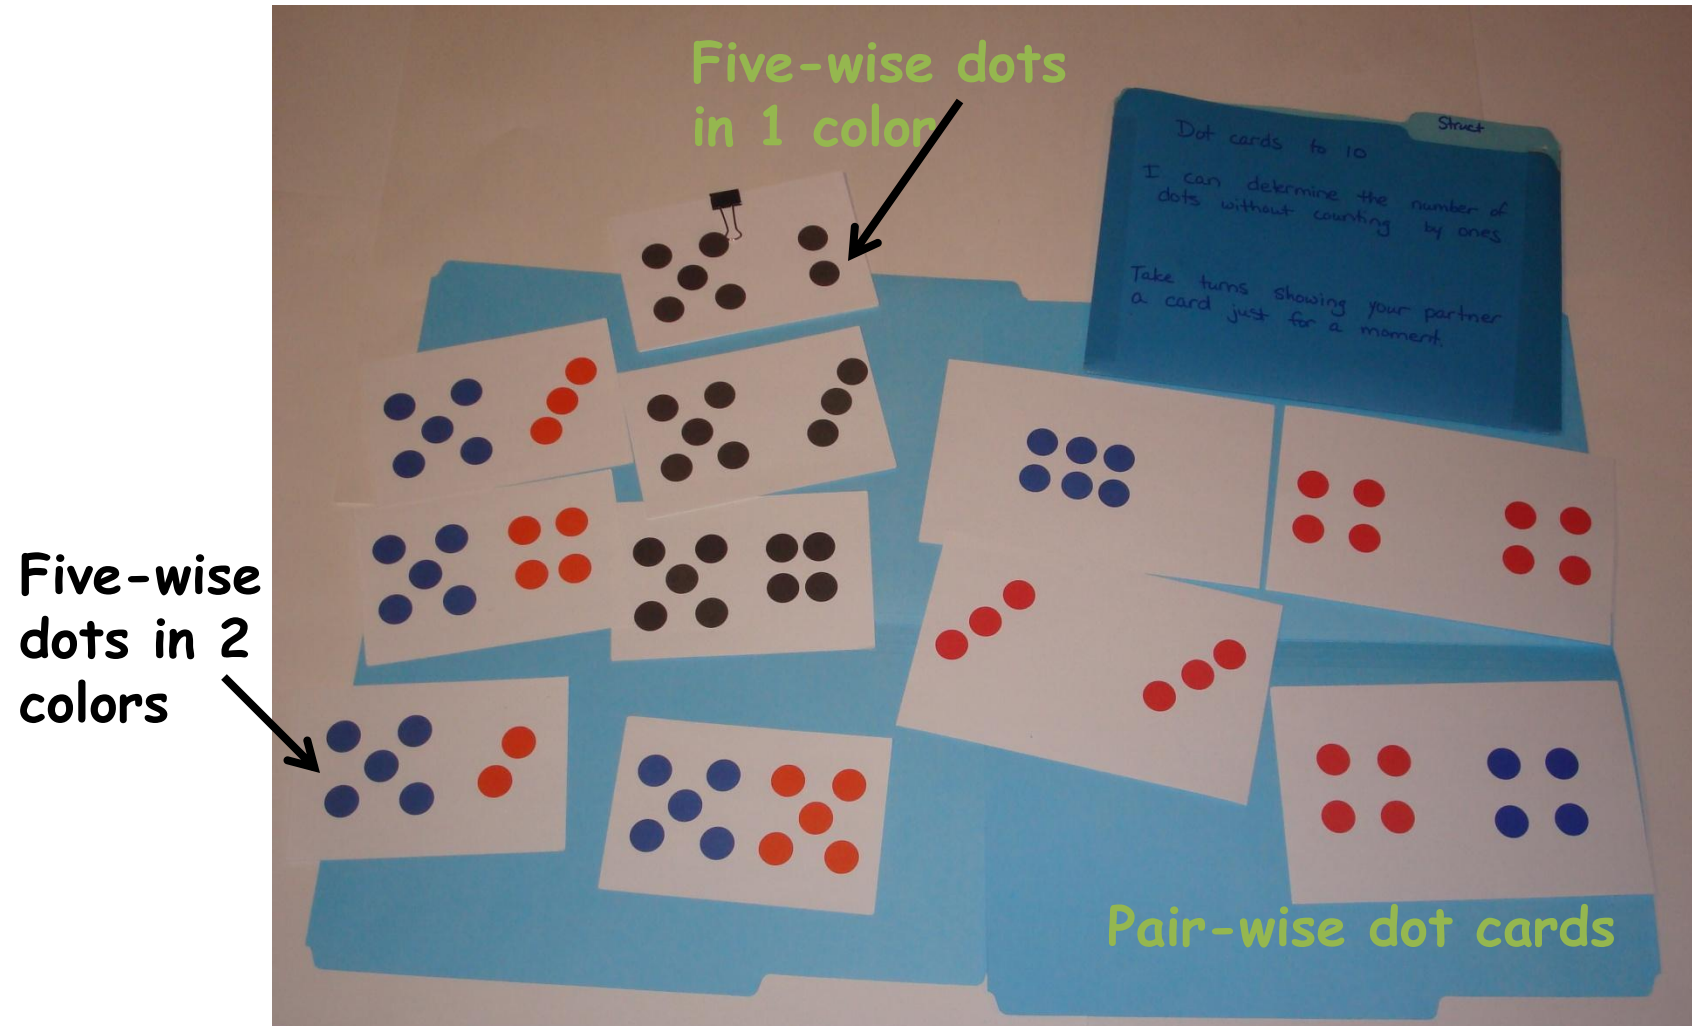 Five-wise dots
in 1 color
Struct
Dot cards to 10
I can determine the number of
dots without counting by ones
Take turns showing your partner
a card just for a moment.
Five-wise
dots in 2
colors
Pair-wise dot cards